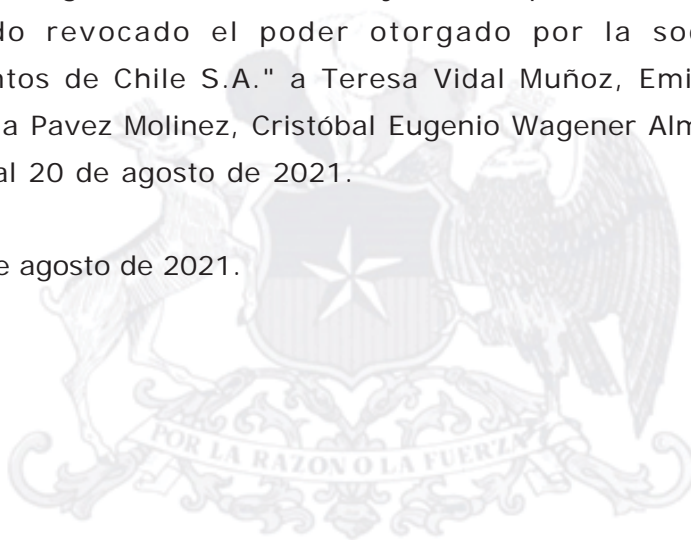 do revocado el poder otorgado por la soc
ntos de Chile S.A." a Teresa Vidal Muñoz, Emi
a Pavez Molinez, Cristóbal Eugenio Wagener Alm
al 20 de agosto de 2021.
e agosto de 2021.
POR LA RAZON O LA FUERZA